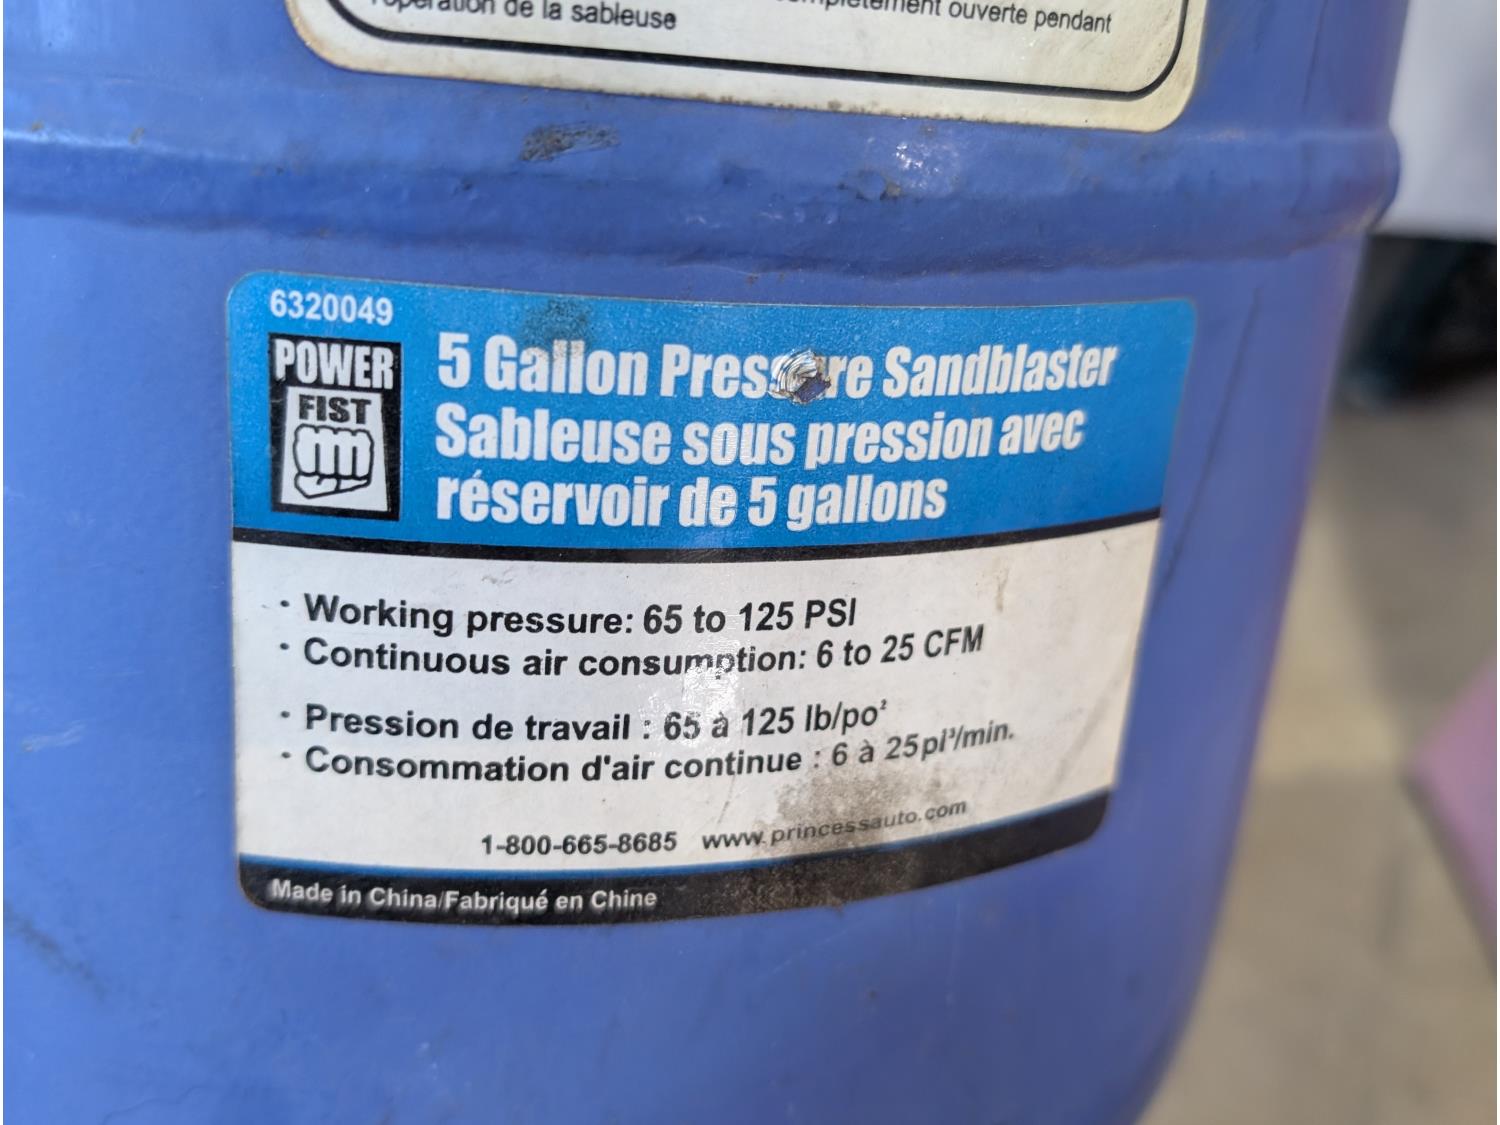 l'opération de la sableuse
complètement ouverte pendant
6320049
POWER
FIST
5 Gallon Pressure Sandblaster
Sableuse sous pression avec
réservoir de 5 gallons
· Working pressure: 65 to 125 PSI
· Continuous air consumption: 6 to 25 CFM
· Pression de travail : 65 à 125 lb/po²
· Consommation d'air continue : 6 à 25pi³/min.
1-800-665-8685 www.princessauto.com
Made in China/Fabriqué en Chine